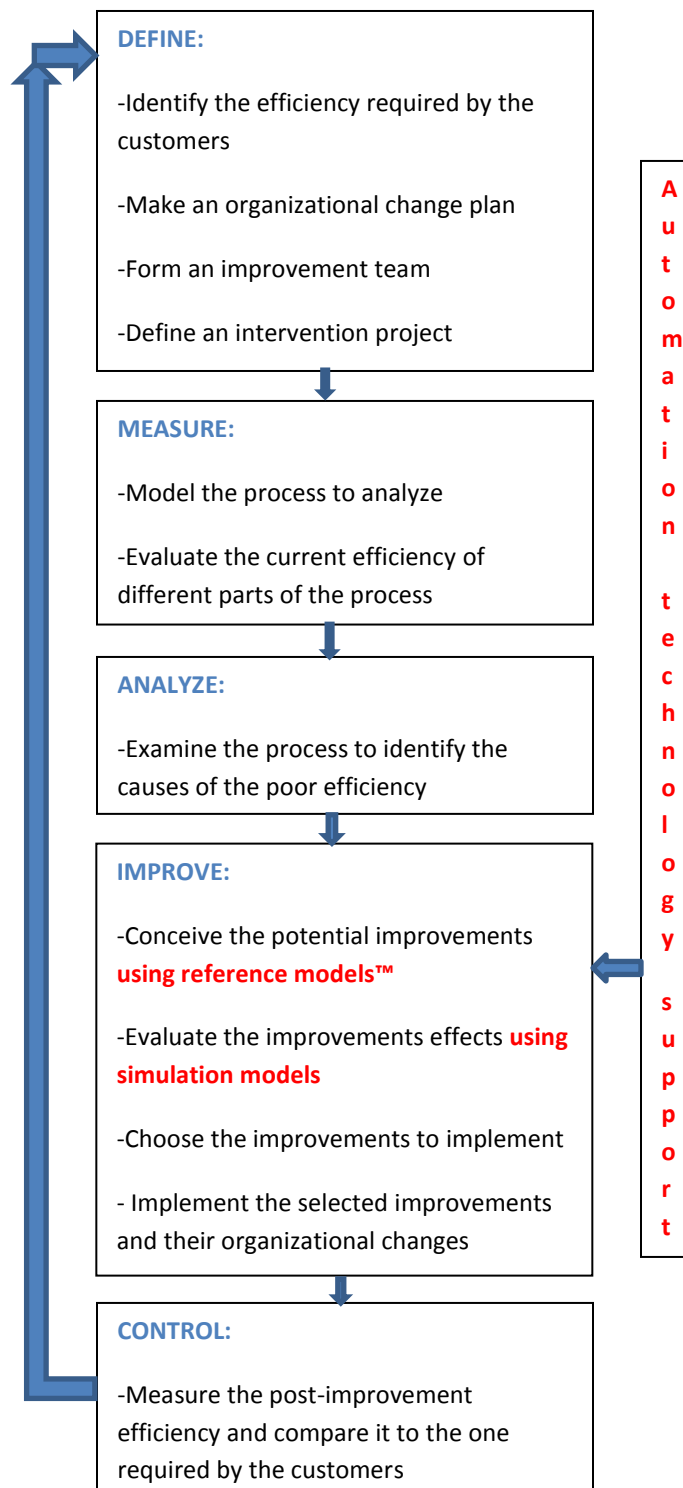 DEFINE:
-Identify the efficiency required by the
customers
-Make an organizational change plan
-Form an improvement team
-Define an intervention project
MEASURE:
-Model the process to analyze
-Evaluate the current efficiency of
different parts of the process
ANALYZE:
-Examine the process to identify the
causes of the poor efficiency
IMPROVE:
-Conceive the potential improvements
using reference models™
-Evaluate the improvements effects using
simulation models
-Choose the improvements to implement
- Implement the selected improvements
and their organizational changes
CONTROL:
-Measure the post-improvement
efficiency and compare it to the one
required by the customers
Automation technology support